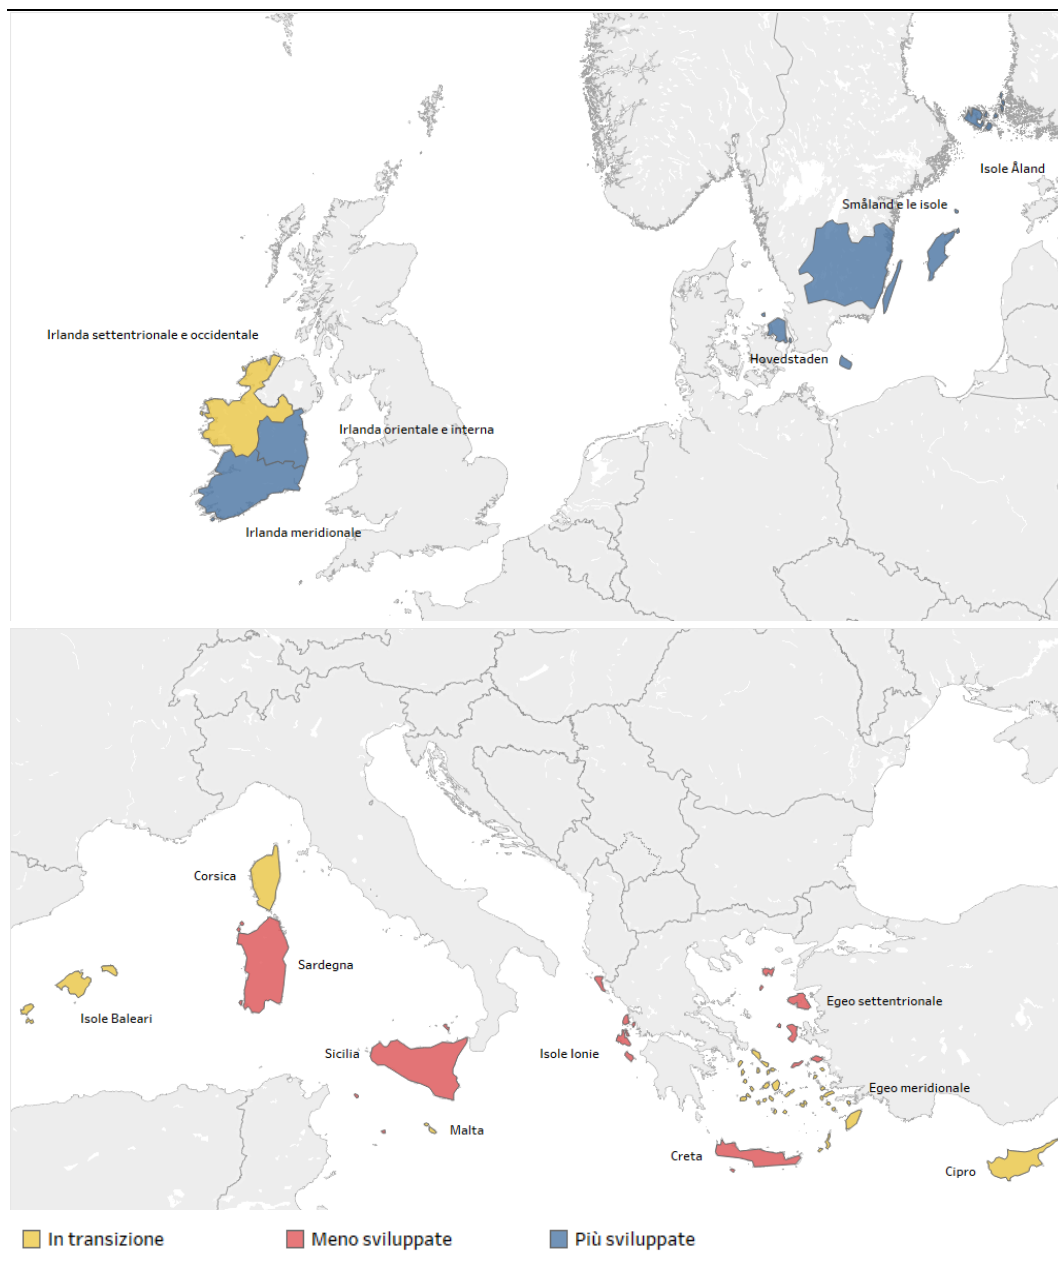 Isole Åland
Småland e le isole
Irlanda settentrionale e occidentale
Hovedstaden
Irlanda orientale e interna
Irlanda meridionale
Corsica
Sardegna
Isole Baleari
Egeo settentrionale
Sicilia
Isole Ionie
Egeo meridionale
Malta
Creta
Cipro
In transizione
Meno sviluppate
Più sviluppate